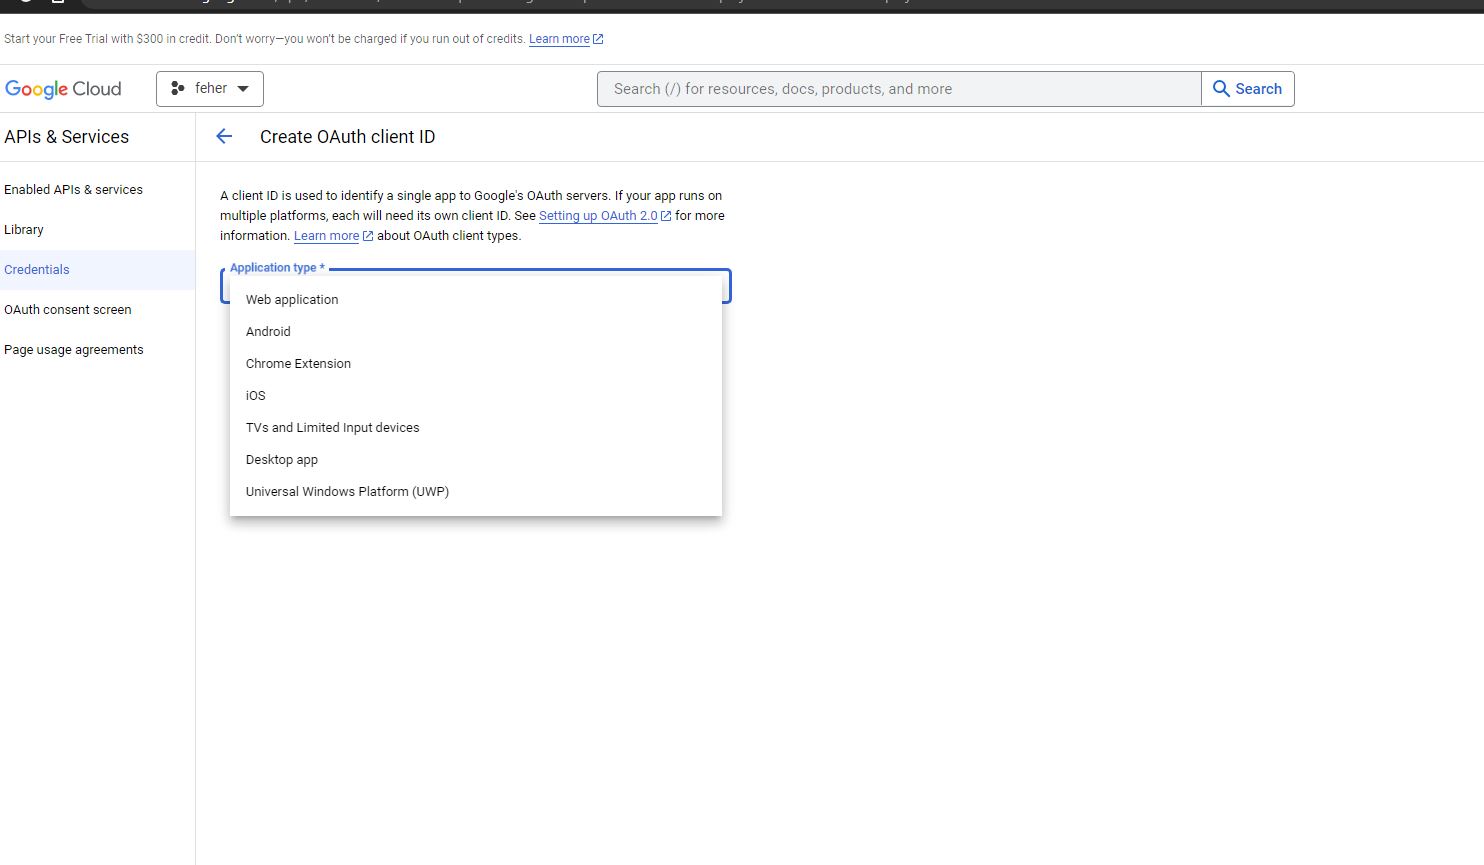 Start your Free Trial with $300 in credit. Don't worry—you won't be charged if you run out of credits. Learn more
Google Cloud
feher
Search (/) for resources, docs, products, and more
Search
APIs & Services
Create OAuth client ID
Enabled APIs & services
Library
Credentials
OAuth consent screen
Page usage agreements
A client ID is used to identify a single app to Google's OAuth servers. If your app runs on
multiple platforms, each will need its own client ID. See Setting up OAuth 2.0 for more
information. Learn more about OAuth client types.
Application type *
Web application
Android
Chrome Extension
iOS
TVs and Limited Input devices
Desktop app
Universal Windows Platform (UWP)